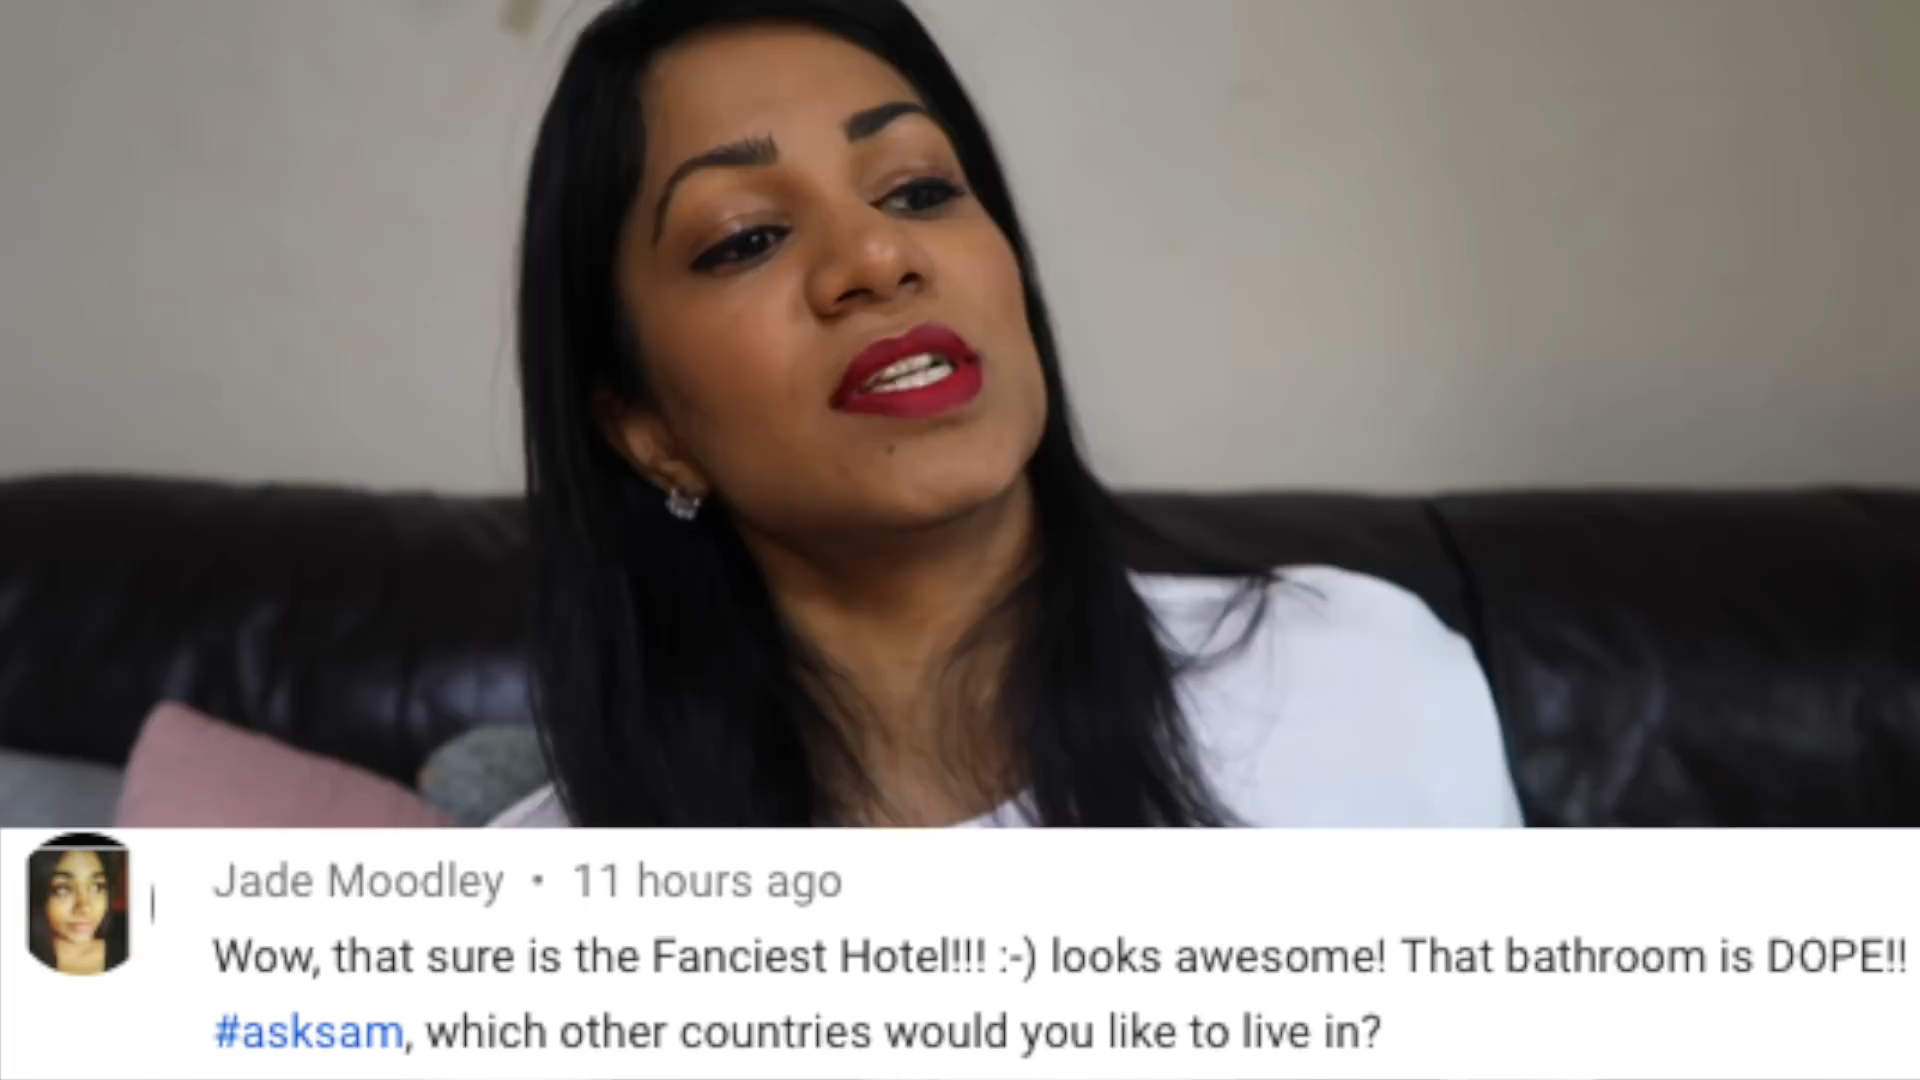 Jade Moodley • 11 hours ago
Wow, that sure is the Fanciest Hotel!!! :-) looks awesome! That bathroom is DOPE!!
#asksam, which other countries would you like to live in?